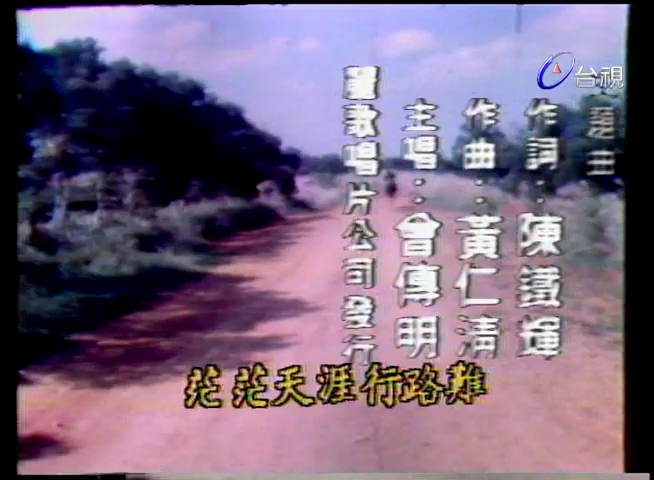 台視
主題曲
作詞：陳鐵輝
作曲：黃仁清
主唱：曾傳明
麗歌唱片公司發行
茫茫天涯行路難